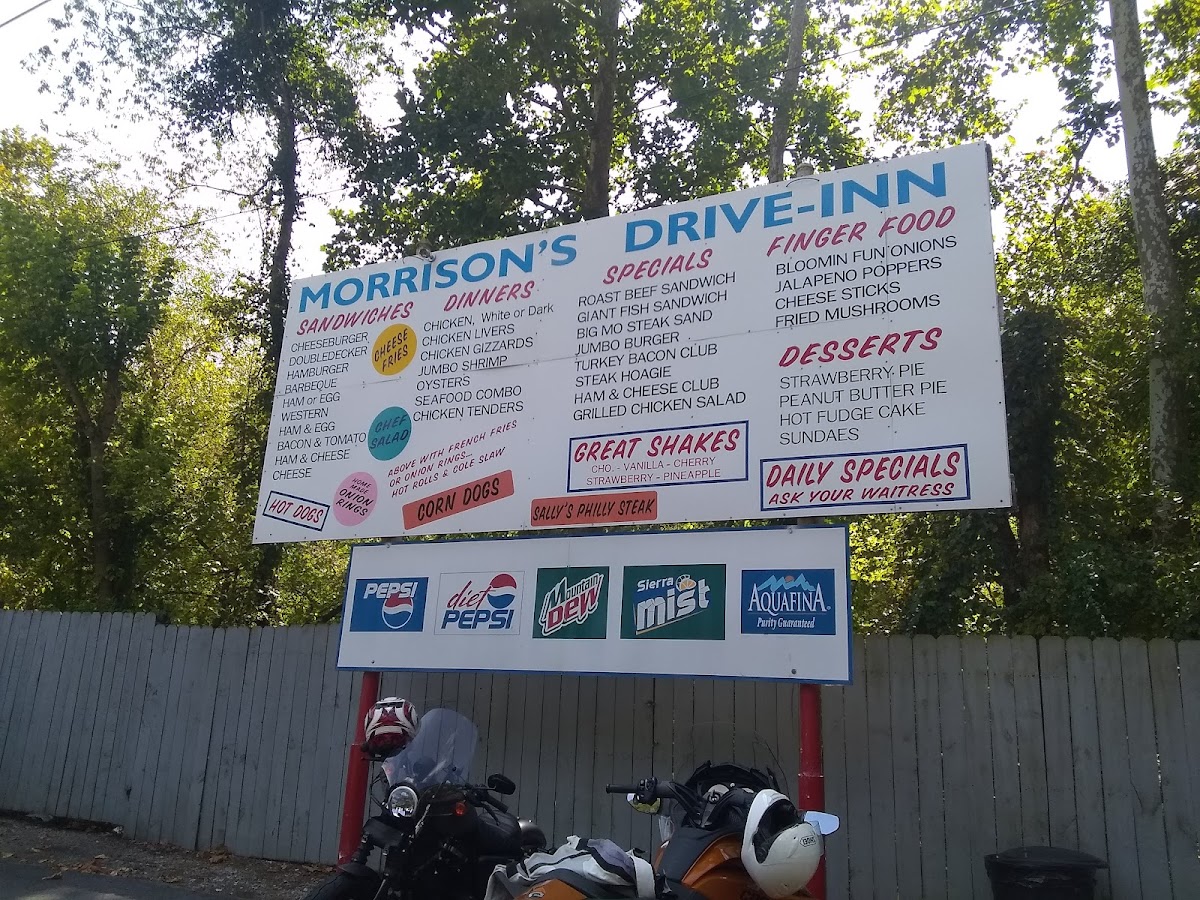 MORRISON'S DRIVE-INN
SANDWICHES
CHEESEBURGER
DOUBLEDECKER
HAMBURGER
BARBEQUE
HAM or EGG
WESTERN
HAM & EGG
BACON & TOMATO
HAM & CHEESE
CHEESE
HOT DOGS
CHEESE
FRIES
CHEF
SALAD
HOME
MADE
ONION
RINGS
DINNERS
CHICKEN, White or Dark
CHICKEN LIVERS
CHICKEN GIZZARDS
JUMBO SHRIMP
OYSTERS
SEAFOOD COMBO
CHICKEN TENDERS
ABOVE WITH FRENCH FRIES
OR ONION RINGS...
HOT ROLLS & COLE SLAW
CORN DOGS
SPECIALS
ROAST BEEF SANDWICH
GIANT FISH SANDWICH
BIG MO STEAK SAND
JUMBO BURGER
TURKEY BACON CLUB
STEAK HOAGIE
HAM & CHEESE CLUB
GRILLED CHICKEN SALAD
GREAT SHAKES
CHO. - VANILLA - CHERRY
STRAWBERRY - PINEAPPLE
SALLY'S PHILLY STEAK
FINGER FOOD
BLOOMIN FUN ONIONS
JALAPENO POPPERS
CHEESE STICKS
FRIED MUSHROOMS
DESSERTS
STRAWBERRY PIE
PEANUT BUTTER PIE
HOT FUDGE CAKE
SUNDAES
DAILY SPECIALS
ASK YOUR WAITRESS
PEPSI
diet
PEPSI
Mountain
DEW
Sierra
mist
AQUAFINA
Purity Guaranteed